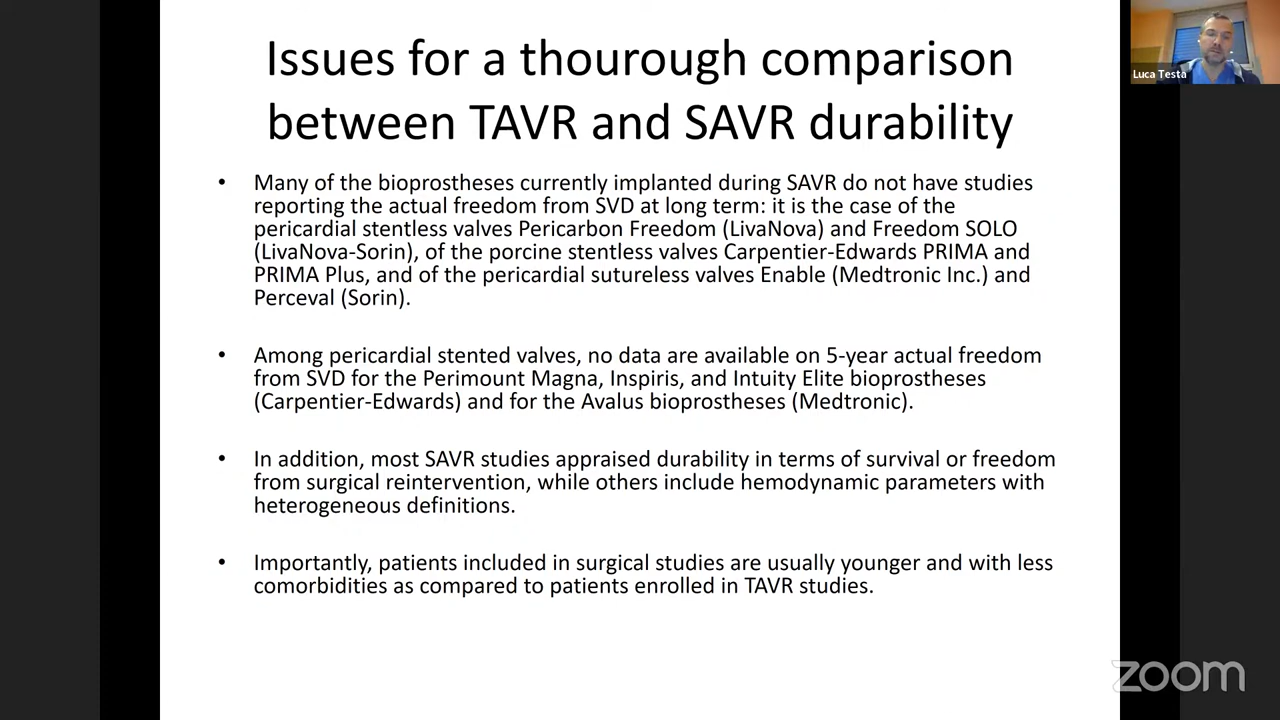 Issues for a thourough comparison
between TAVR and SAVR durability
• Many of the bioprostheses currently implanted during SAVR do not have studies
reporting the actual freedom from SVD at long term: it is the case of the
pericardial stentless valves Pericarbon Freedom (LivaNova) and Freedom SOLO
(LivaNova-Sorin), of the porcine stentless valves Carpentier-Edwards PRIMA and
PRIMA Plus, and of the pericardial sutureless valves Enable (Medtronic Inc.) and
Perceval (Sorin).
• Among pericardial stented valves, no data are available on 5-year actual freedom
from SVD for the Perimount Magna, Inspiris, and Intuity Elite bioprostheses
(Carpentier-Edwards) and for the Avalus bioprostheses (Medtronic).
• In addition, most SAVR studies appraised durability in terms of survival or freedom
from surgical reintervention, while others include hemodynamic parameters with
heterogeneous definitions.
• Importantly, patients included in surgical studies are usually younger and with less
comorbidities as compared to patients enrolled in TAVR studies.
Luca Testa
zoom